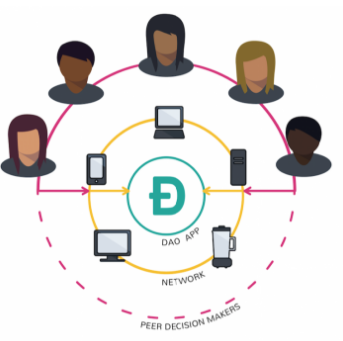 Đ
DAO APP
NETWORK
PEER DECISION MAKERS